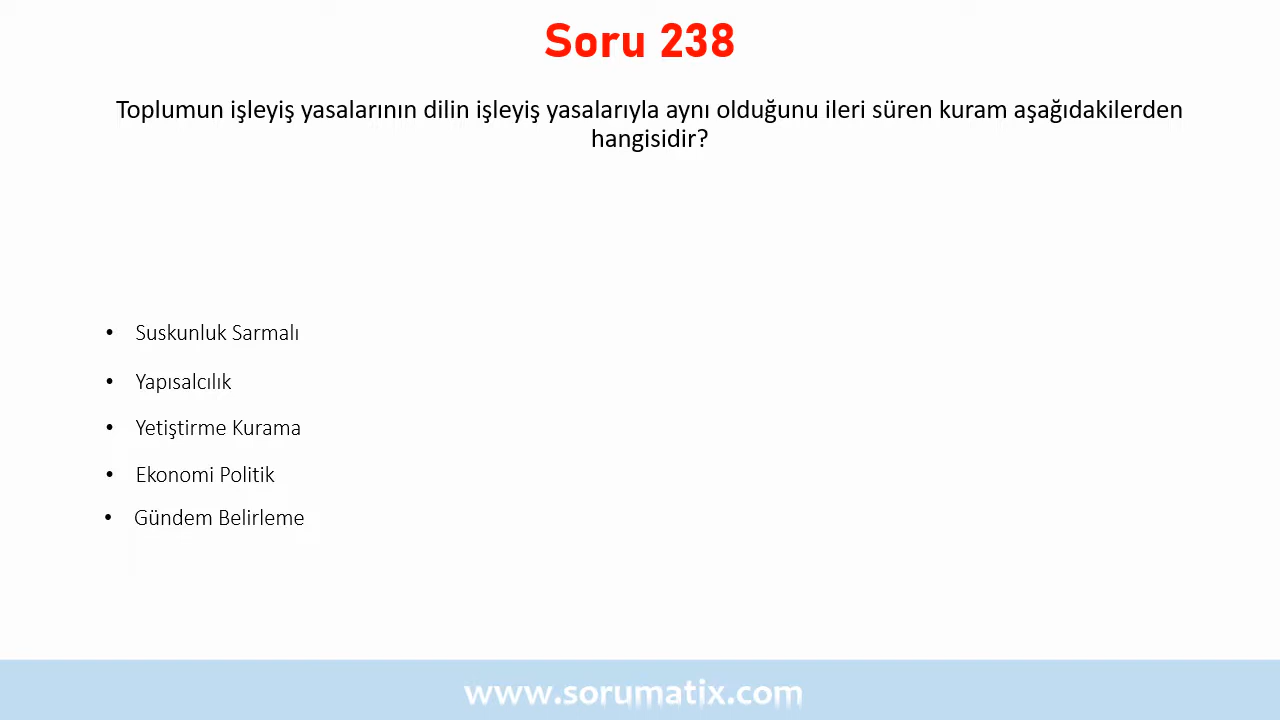 Soru 238
Toplumun işleyiş yasalarının dilin işleyiş yasalarıyla aynı olduğunu ileri süren kuram aşağıdakilerden
hangisidir?
• Suskunluk Sarmalı
• Yapısalcılık
• Yetiştirme Kurama
• Ekonomi Politik
• Gündem Belirleme
www.sorumatix.com